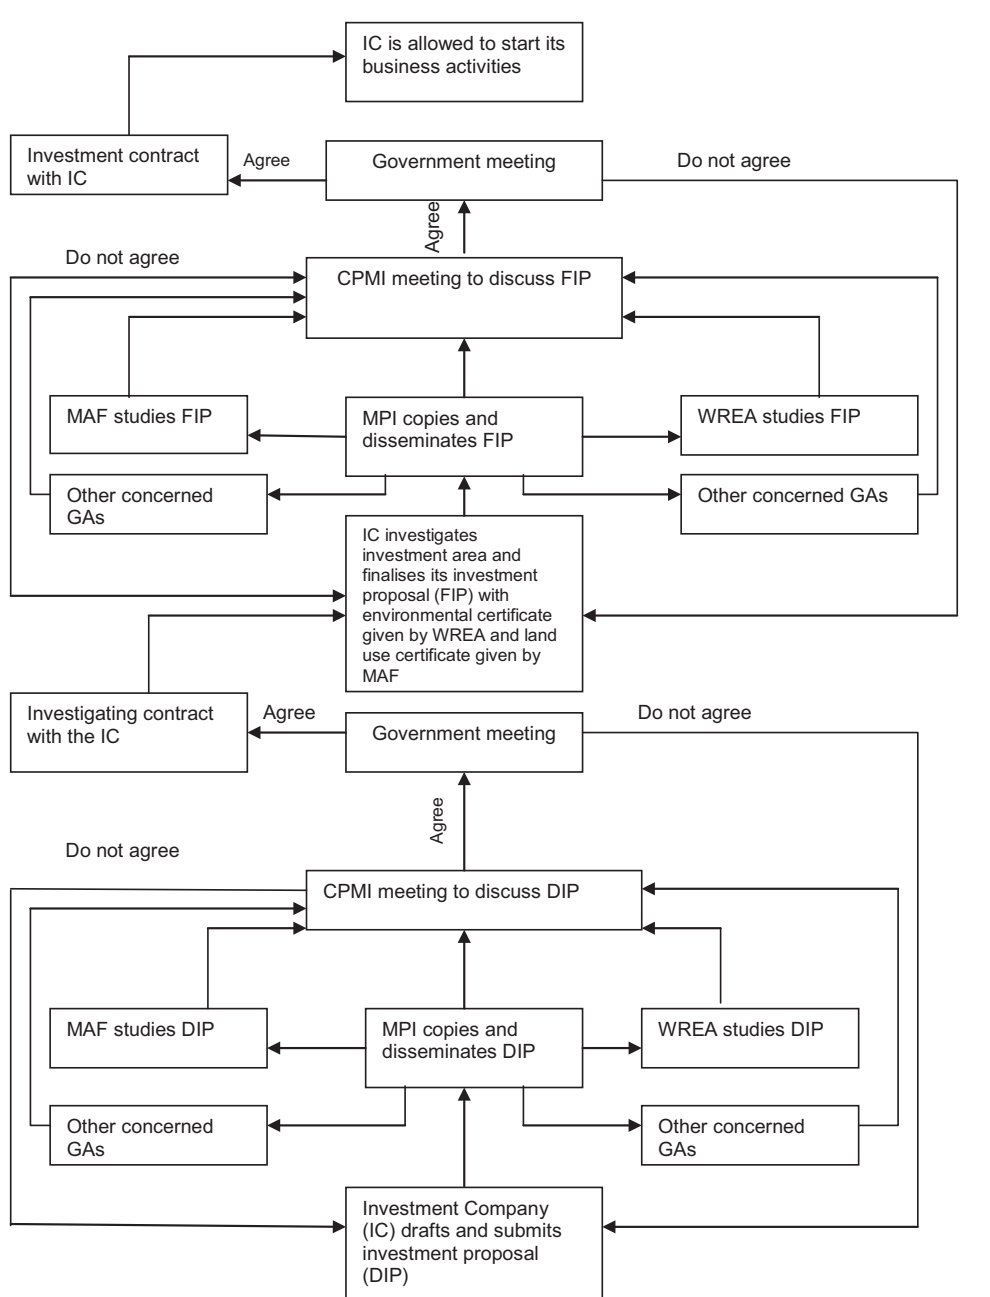 IC is allowed to start its
business activities
Investment contract
with IC
Agree
Government meeting
Do not agree
Agree
Do not agree
CPMI meeting to discuss FIP
MAF studies FIP
MPI copies and
disseminates FIP
WREA studies FIP
Other concerned
GAs
Other concerned GAs
IC investigates
investment area and
finalises its investment
proposal (FIP) with
environmental certificate
given by WREA and land
use certificate given by
MAF
Investigating contract
with the IC
Agree
Government meeting
Do not agree
Agree
Do not agree
CPMI meeting to discuss DIP
MAF studies DIP
MPI copies and
disseminates DIP
WREA studies DIP
Other concerned
GAs
Other concerned
GAs
Investment Company
(IC) drafts and submits
investment proposal
(DIP)